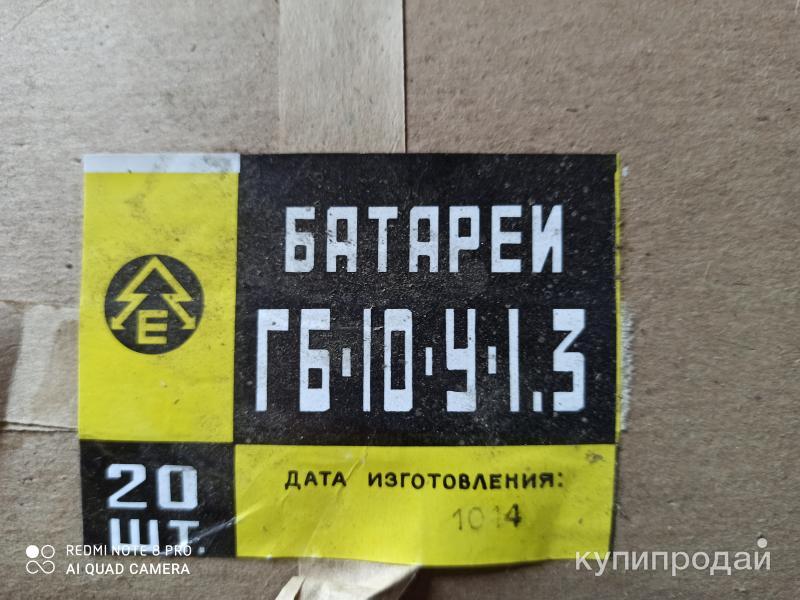 БАТАРЕИ
Е
ГБ·10·У·1.3
20
ШТ.
ДАТА ИЗГОТОВЛЕНИЯ:
1014
REDMI NOTE 8 PRO
AI QUAD CAMERA
купипродай